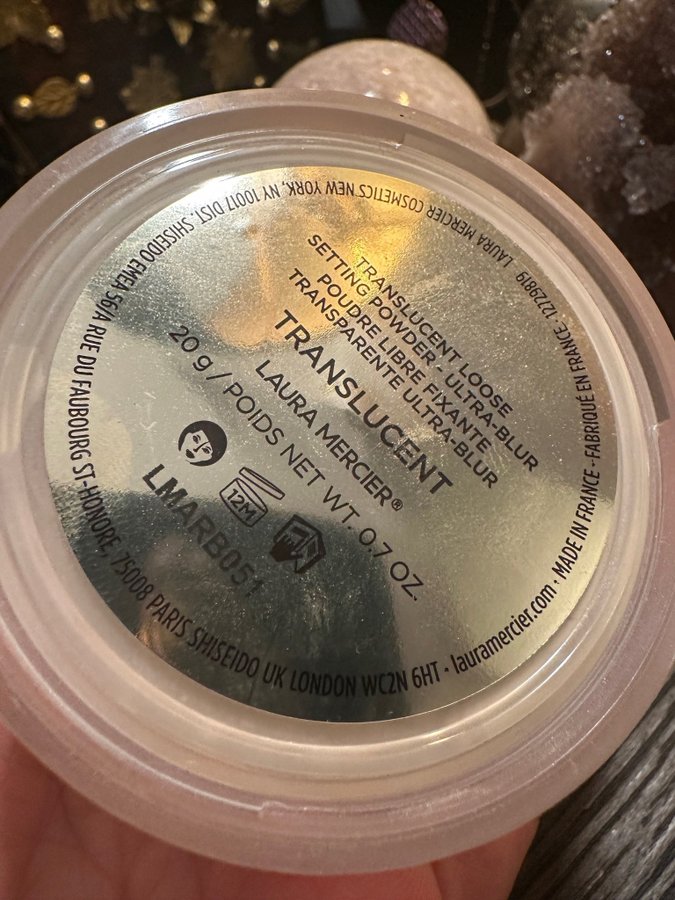 TRANSLUCENT LOOSE
SETTING POWDER - ULTRA-BLUR
POUDRE LIBRE FIXANTE
TRANSPARENTE ULTRA-BLUR
TRANSLUCENT
LAURA MERCIER®
20 g / POIDS NET WT. 0.7 OZ.
12M
LMARB051
LAURA MERCIER COSMETICS NEW YORK, NY 10017 DIST. SHISEIDO EMEA 56/A RUE DU FAUBOURG ST-HONORE, 75008 PARIS SHISEIDO UK LONDON WC2N 6HT · lauramercier.com · MADE IN FRANCE - FABRIQUÉ EN FRANCE · 12729819